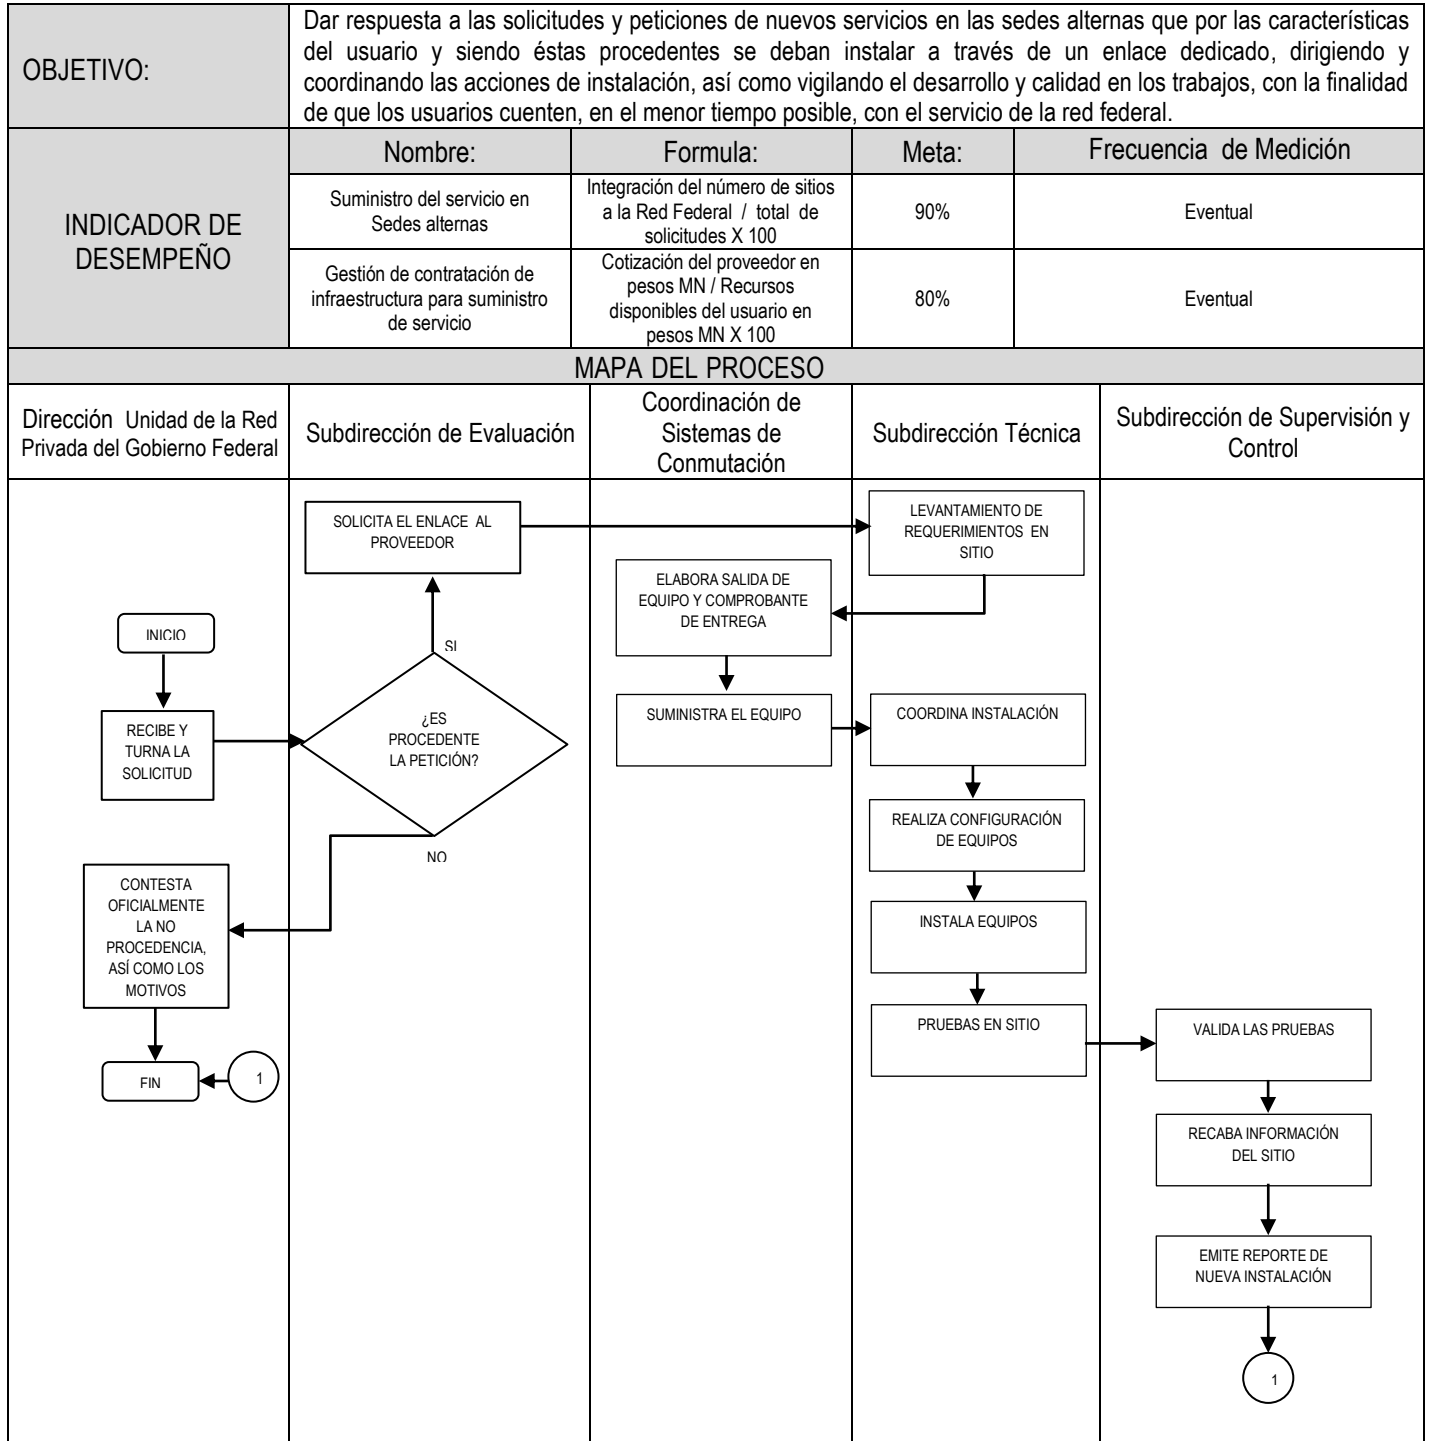 OBJETIVO:
Dar respuesta a las solicitudes y peticiones de nuevos servicios en las sedes alternas que por las características
del usuario y siendo éstas procedentes se deban instalar a través de un enlace dedicado, dirigiendo y
coordinando las acciones de instalación, así como vigilando el desarrollo y calidad en los trabajos, con la finalidad
de que los usuarios cuenten, en el menor tiempo posible, con el servicio de la red federal.
INDICADOR DE
DESEMPEÑO
Nombre:
Formula:
Meta:
Frecuencia de Medición
Suministro del servicio en
Sedes alternas
Integración del número de sitios
a la Red Federal / total de
solicitudes X 100
90%
Eventual
Gestión de contratación de
infraestructura para suministro
de servicio
Cotización del proveedor en
pesos MN / Recursos
disponibles del usuario en
pesos MN X 100
80%
Eventual
MAPA DEL PROCESO
Dirección Unidad de la Red
Privada del Gobierno Federal
Subdirección de Evaluación
Coordinación de
Sistemas de
Conmutación
Subdirección Técnica
Subdirección de Supervisión y
Control
SOLICITA EL ENLACE AL
PROVEEDOR
LEVANTAMIENTO DE
REQUERIMIENTOS EN
SITIO
ELABORA SALIDA DE
EQUIPO Y COMPROBANTE
DE ENTREGA
INICIO
SI
RECIBE Y
TURNA LA
SOLICITUD
¿ES
PROCEDENTE
LA PETICIÓN?
SUMINISTRA EL EQUIPO
COORDINA INSTALACIÓN
REALIZA CONFIGURACIÓN
DE EQUIPOS
NO
CONTESTA
OFICIALMENTE
LA NO
PROCEDENCIA,
ASÍ COMO LOS
MOTIVOS
INSTALA EQUIPOS
PRUEBAS EN SITIO
VALIDA LAS PRUEBAS
FIN
1
RECABA INFORMACIÓN
DEL SITIO
EMITE REPORTE DE
NUEVA INSTALACIÓN
1